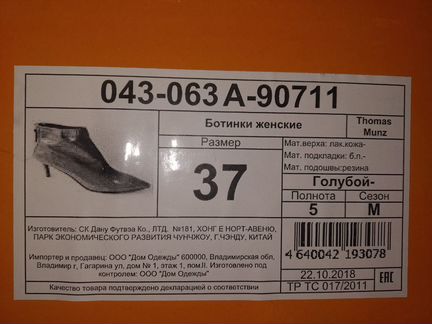 043-063 А-90711
Ботинки женские
Thomas
Munz
Размер
37
Мат.верха: лак.кожа-
Мат. подкладки: б.п.-
Мат. подошвы:резина
Голубой-
Полнота
Сезон
5
М
Изготовитель: СК Дану Футвэа Ко., ЛТД. №181, ХОНГ Е НОРТ-АВЕНЮ,
ПАРК ЭКОНОМИЧЕСКОГО РАЗВИТИЯ ЧУНЧЖОУ, Г.ЧЭНДУ, КИТАЙ
Импортер и продавец: ООО "Дом Одежды" 600000, Владимирская обл,
Владимир г, Гагарина ул, дом № 1, этаж 1, пом.II. Изготовлено под
контролем: ООО "Дом Одежды"
Качество товара подтверждено декларацией о соответствии
4 640042 193078
22.10.2018
ЕАС
ТР ТС 017/2011